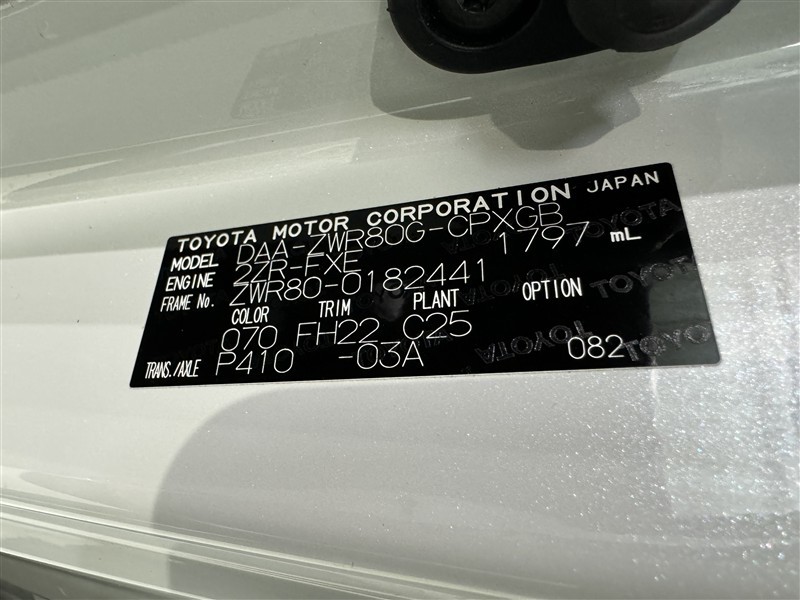 TOYOTA MOTOR CORPORATION JAPAN
MODEL DAA-ZWR80G-CPXGB
ENGINE 2ZR-FXE 1797 mL
FRAME No. ZWR80-0182441
COLOR TRIM PLANT OPTION
070 FH22 C25
TRANS./AXLE P410 -03A 082